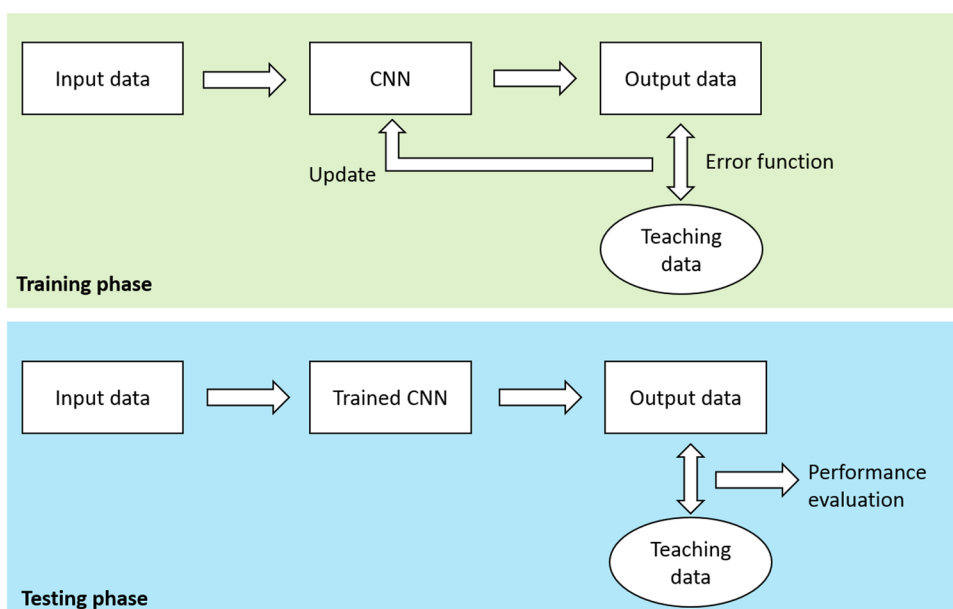 Input data
CNN
Output data
Update
Error function
Teaching
data
Training phase
Input data
Trained CNN
Output data
Performance
evaluation
Teaching
data
Testing phase